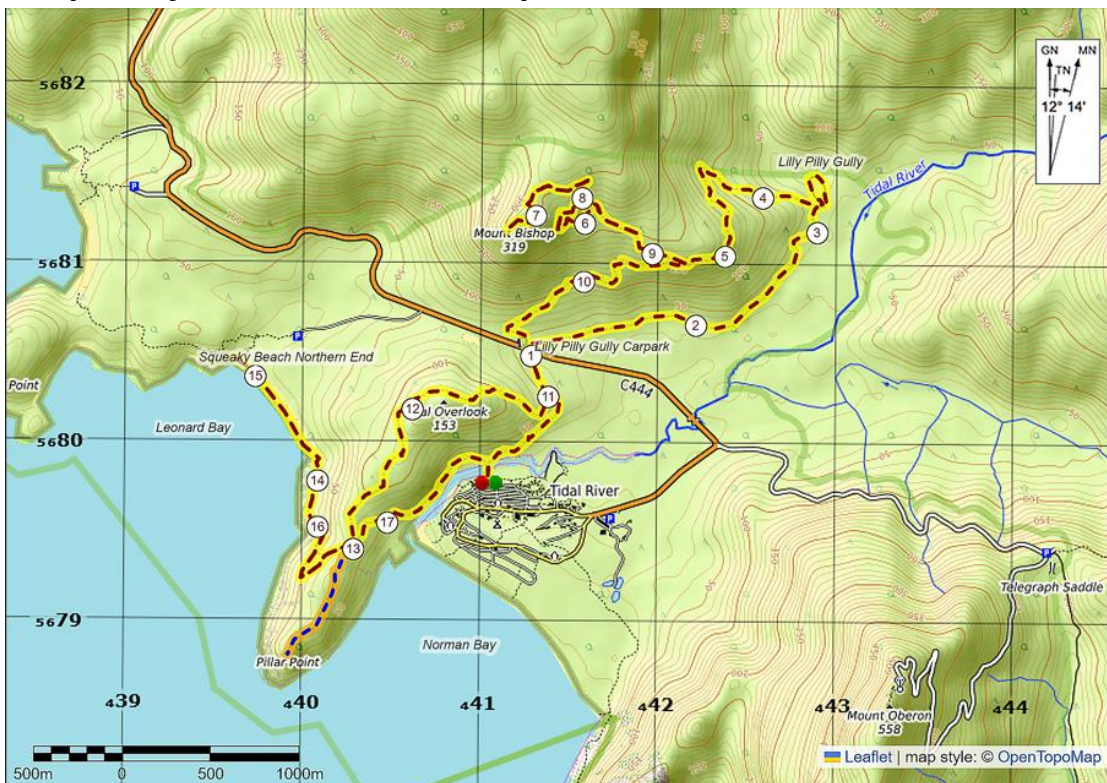 5682
GN
MN
TN
12° 14'
Lilly Pilly Gully
Tidal River
P
4
8
7
6
3
Mount Bishop
319
5681
9
5
10
2
P
Lilly Pilly Gully Carpark
1
Squeaky Beach Northern End
15
C444
11
12
al Overlook
153
Point
Leonard Bay
5680
14
Tidal River
16
17
P
13
P
Telegraph Saddle
5679
Norman Bay
Pillar Point
439
440
441
442
443
444
Mount Oberon
558
500m
0
500
1000m
Leaflet | map style: © OpenTopoMap